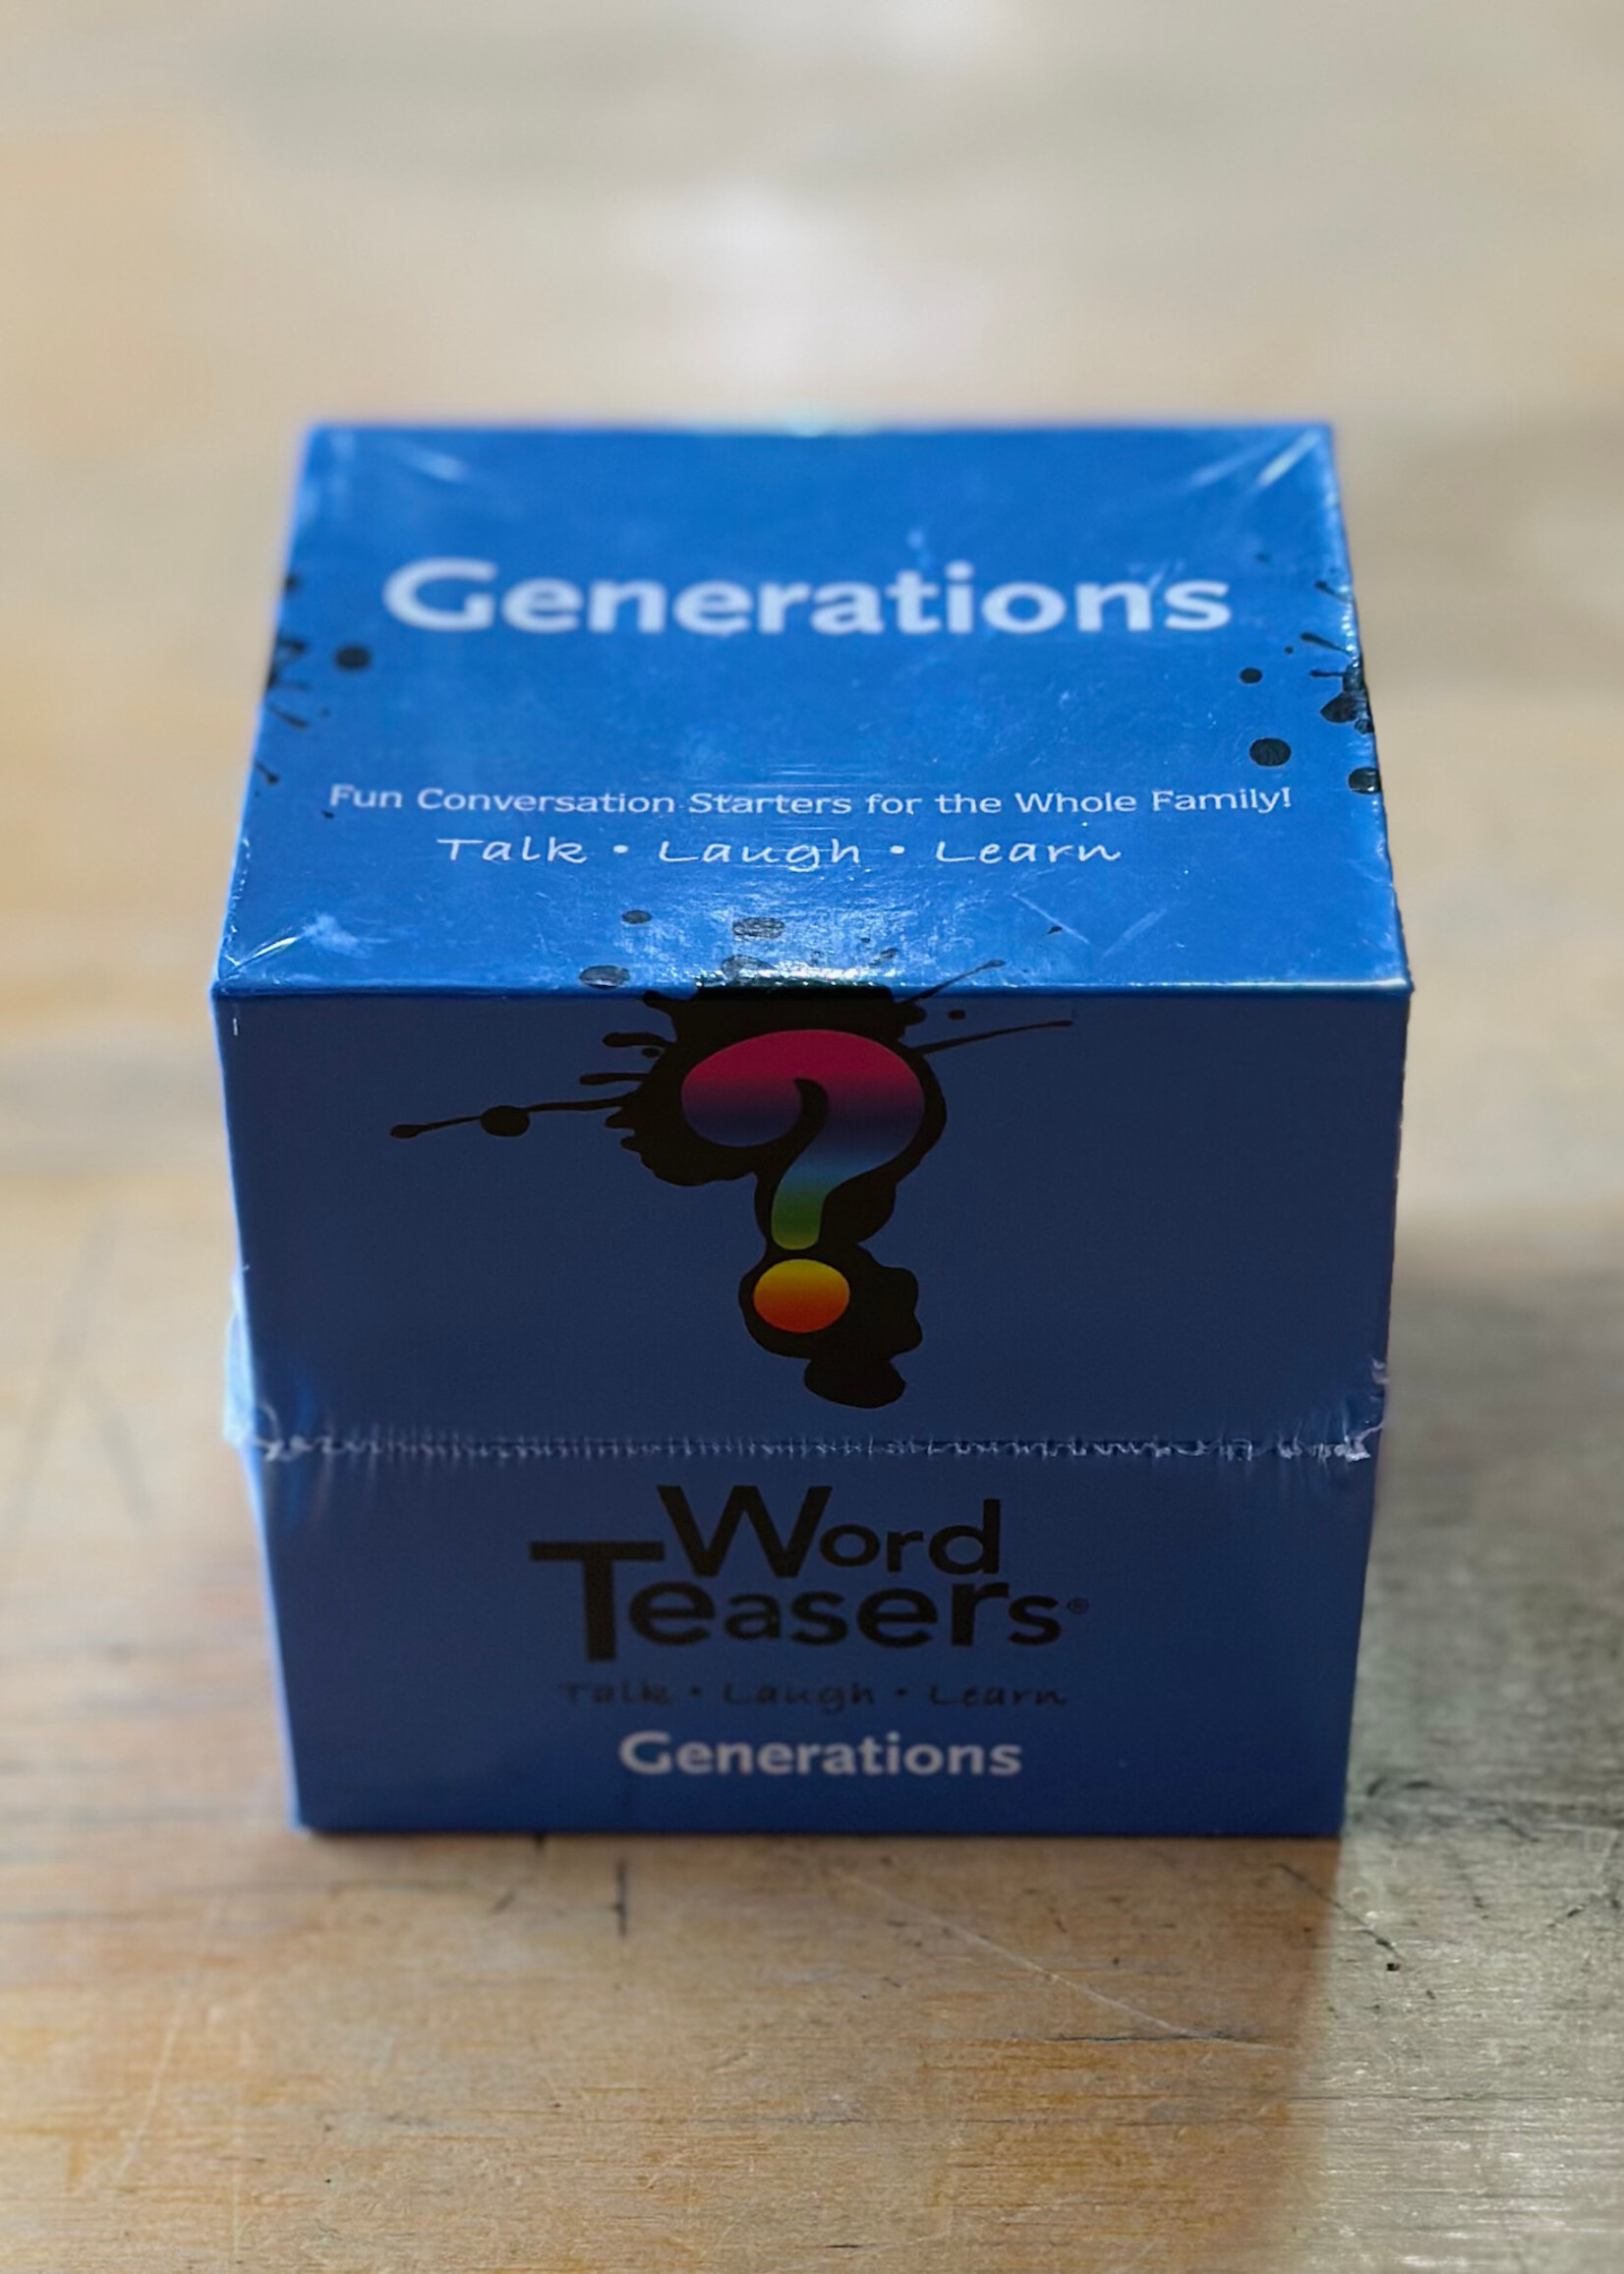 Generations
Fun Conversation Starters for the Whole Family!
Talk • Laugh • Learn
?
Word
Teasers®
Talk • Laugh • Learn
Generations